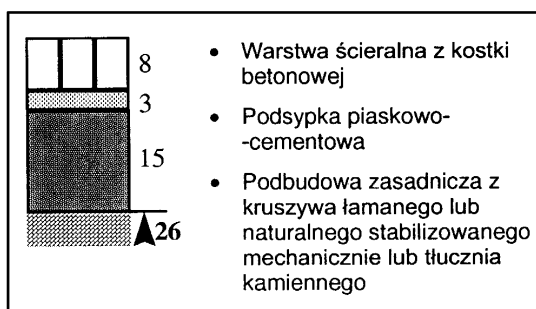 8
3
15
26
• Warstwa ścieralna z kostki
betonowej
• Podsypka piaskowo-
-cementowa
• Podbudowa zasadnicza z
kruszywa łamanego lub
naturalnego stabilizowanego
mechanicznie lub tłucznia
kamiennego